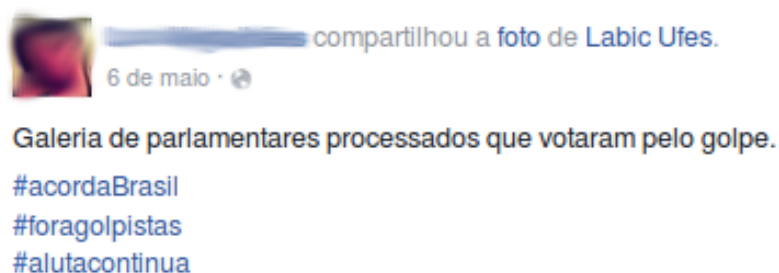 compartilhou a foto de Labic Ufes.
6 de maio ·
Galeria de parlamentares processados que votaram pelo golpe.
#acordaBrasil
#foragolpistas
#alutacontinua